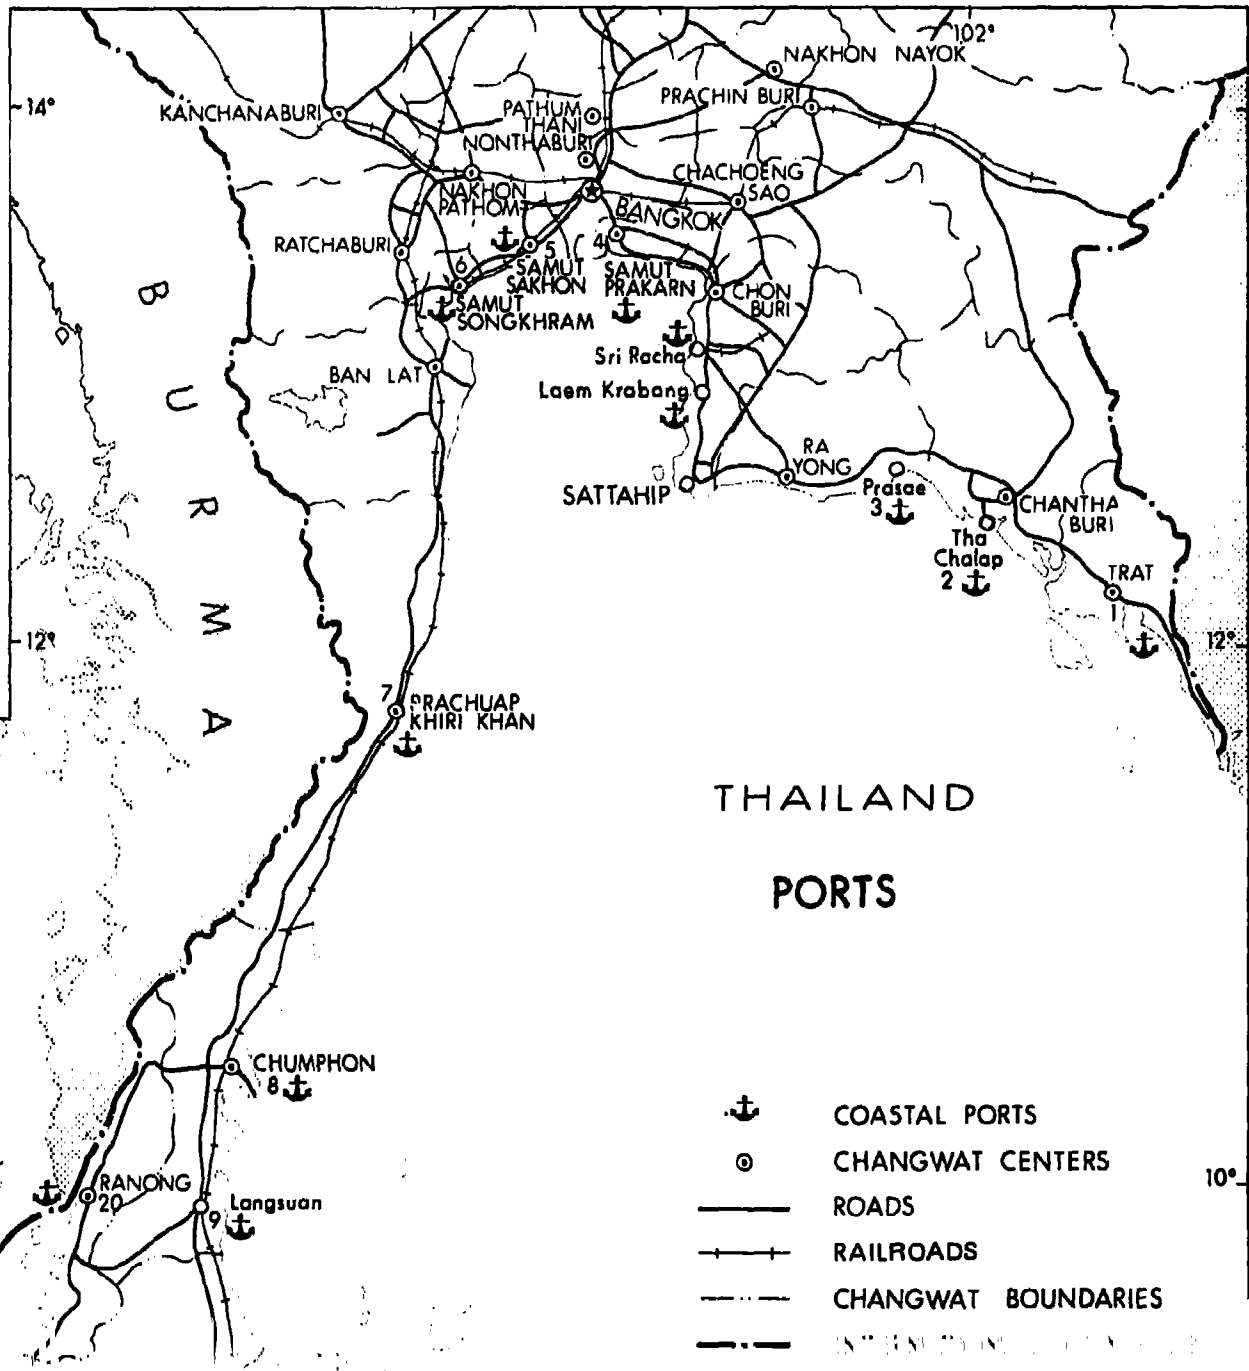 102°
NAKHON NAYOK
14°
KANCHANABURI
PATHUM
THANI
PRACHIN BURI
NONTHABURI
CHACHOENG
SAO
NAKHON
PATHOM
BANGKOK
RATCHABURI
5
4
SAMUT
SAKHON
SAMUT
PRAKARN
6
SAMUT
SONGKHRAM
CHON
BURI
Sri Racha
BAN LAT
Laem Krabang
BURMA
RA
YONG
SATTAHIP
Prasae
3
CHANTHA
BURI
Tha
Chalap
2
TRAT
1
12°
12°
7
PRACHUAP
KHIRI KHAN
THAILAND
PORTS
CHUMPHON
8
RANONG
20
Langsuan
9
10°
COASTAL PORTS
CHANGWAT CENTERS
ROADS
RAILROADS
CHANGWAT BOUNDARIES